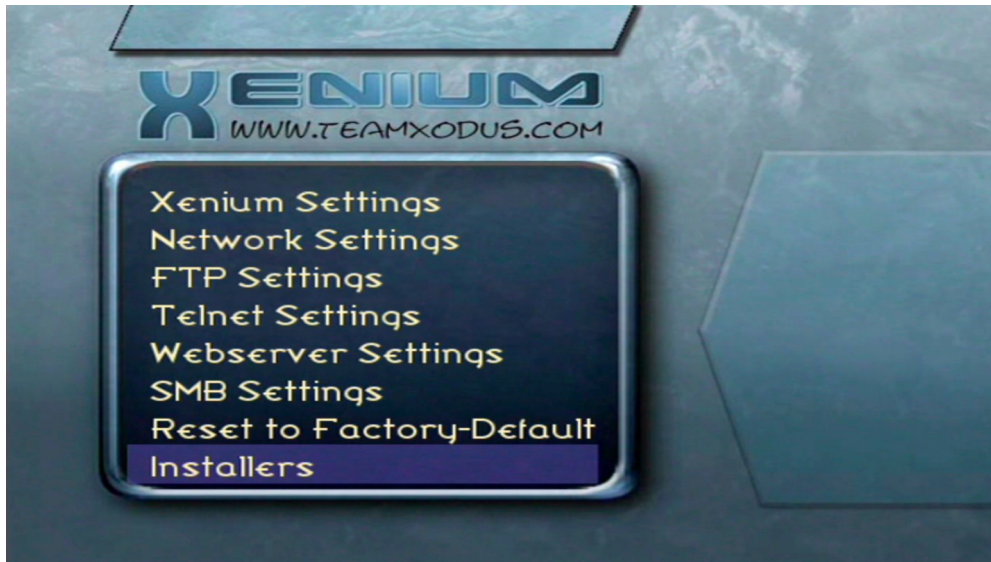 XENIUM
WWW.TEAMXODUS.COM
Xenium Settings
Network Settings
FTP Settings
Telnet Settings
Webserver Settings
SMB Settings
Reset to Factory-Default
Installers